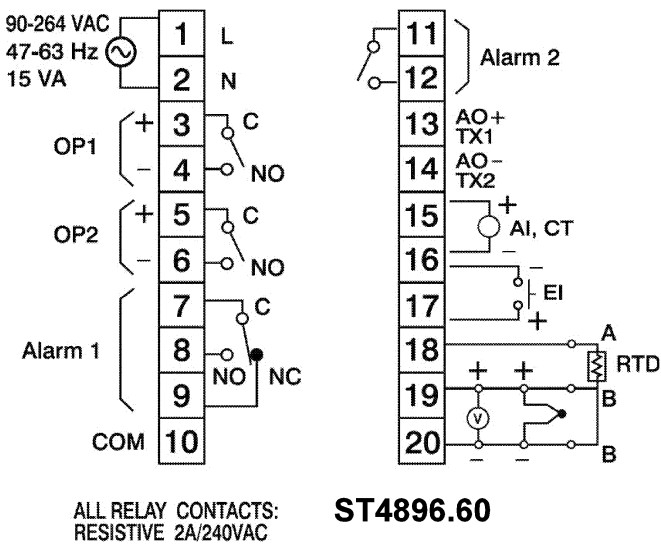 90-264 VAC
47-63 Hz
15 VA
1 L
2 N
OP1 + 3 C
− 4 NO
OP2 + 5 C
− 6 NO
7 C
Alarm 1 8 NO NC
9
COM 10
11
12 Alarm 2
13 AO+
TX1
14 AO−
TX2
15 +
AI, CT
16 −
−
17 EI
+
18 A
RTD
19 + + B
V
20 − − B
ALL RELAY CONTACTS:
RESISTIVE 2A/240VAC
ST4896.60